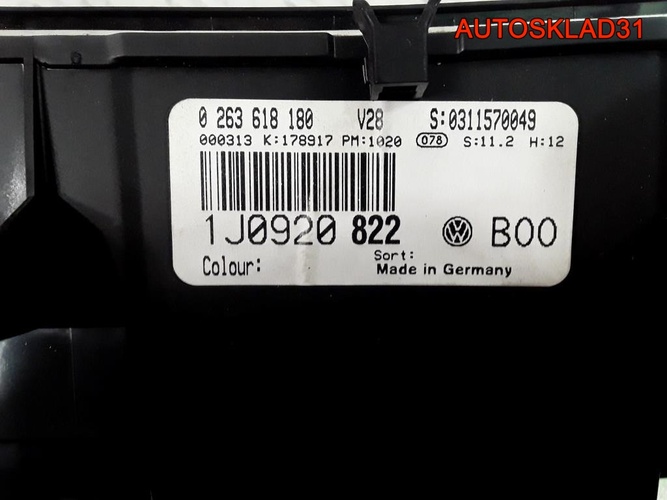 AUTOSKLAD31
0 263 618 180 V28 S:0311570049
000313 K:178917 PM:1020 078 S:11.2 H:12
1J0920 822 B00
Sort:
Colour: Made in Germany